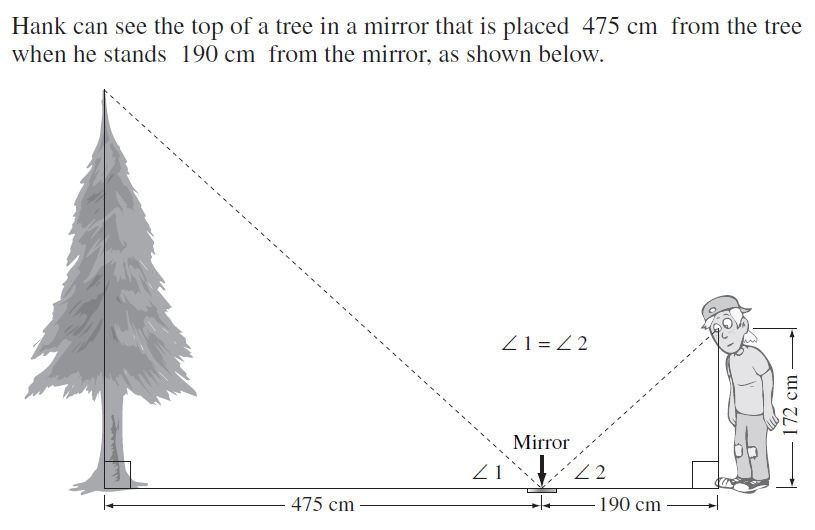 Hank can see the top of a tree in a mirror that is placed 475 cm from the tree
when he stands 190 cm from the mirror, as shown below.
∠1 = ∠2
172 cm
Mirror
∠1
∠2
475 cm
190 cm